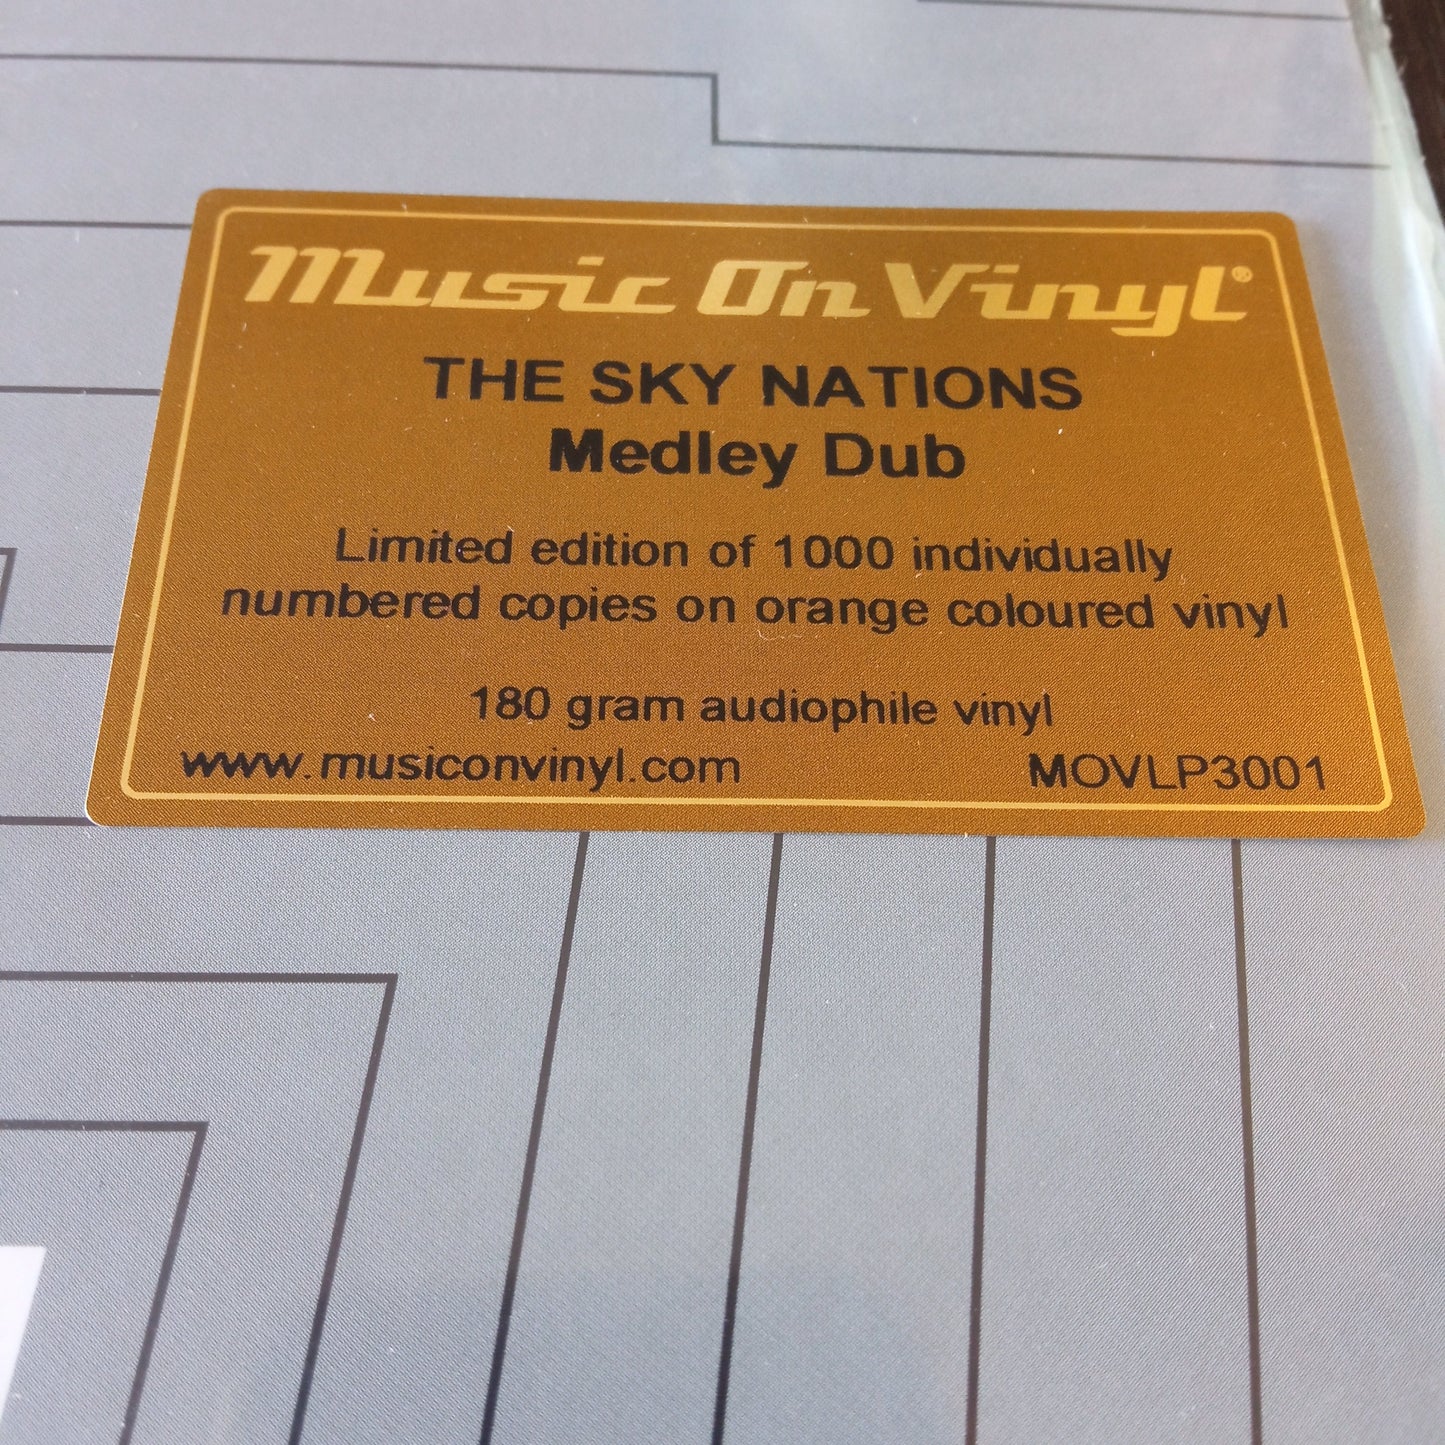 Music On Vinyl®
THE SKY NATIONS
Medley Dub
Limited edition of 1000 individually
numbered copies on orange coloured vinyl
180 gram audiophile vinyl
www.musiconvinyl.com MOVLP3001